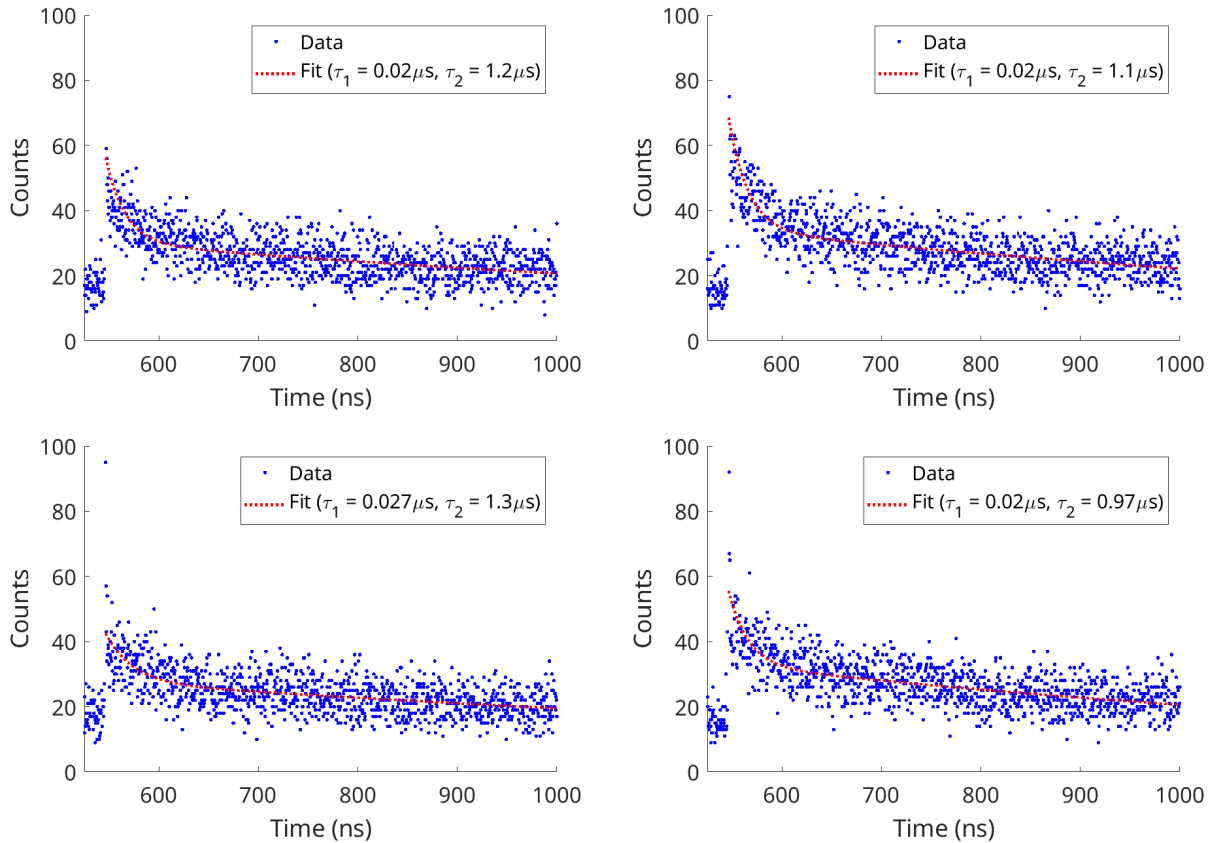 100
80
60
40
20
0
Counts
Data
Fit (τ1 = 0.02μs, τ2 = 1.2μs)
600 700 800 900 1000
Time (ns)
100
80
60
40
20
0
Counts
Data
Fit (τ1 = 0.02μs, τ2 = 1.1μs)
600 700 800 900 1000
Time (ns)
100
80
60
40
20
0
Counts
Data
Fit (τ1 = 0.027μs, τ2 = 1.3μs)
600 700 800 900 1000
Time (ns)
100
80
60
40
20
0
Counts
Data
Fit (τ1 = 0.02μs, τ2 = 0.97μs)
600 700 800 900 1000
Time (ns)